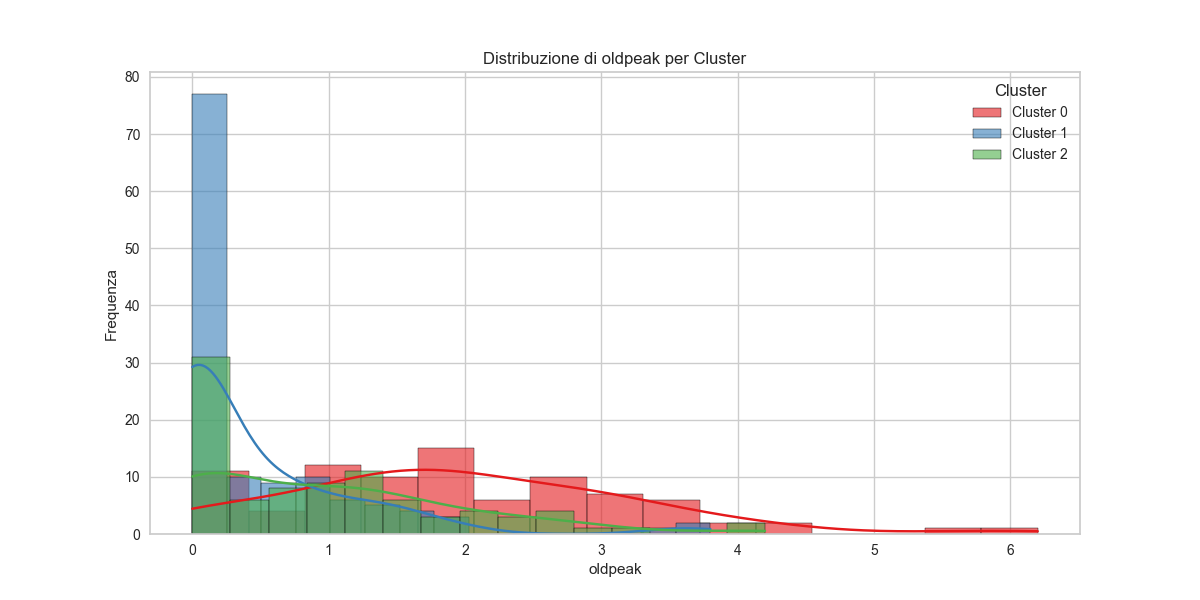 Distribuzione di oldpeak per Cluster
Cluster
Cluster 0
Cluster 1
Cluster 2
Frequenza
80
70
60
50
40
30
20
10
0
0 1 2 3 4 5 6
oldpeak